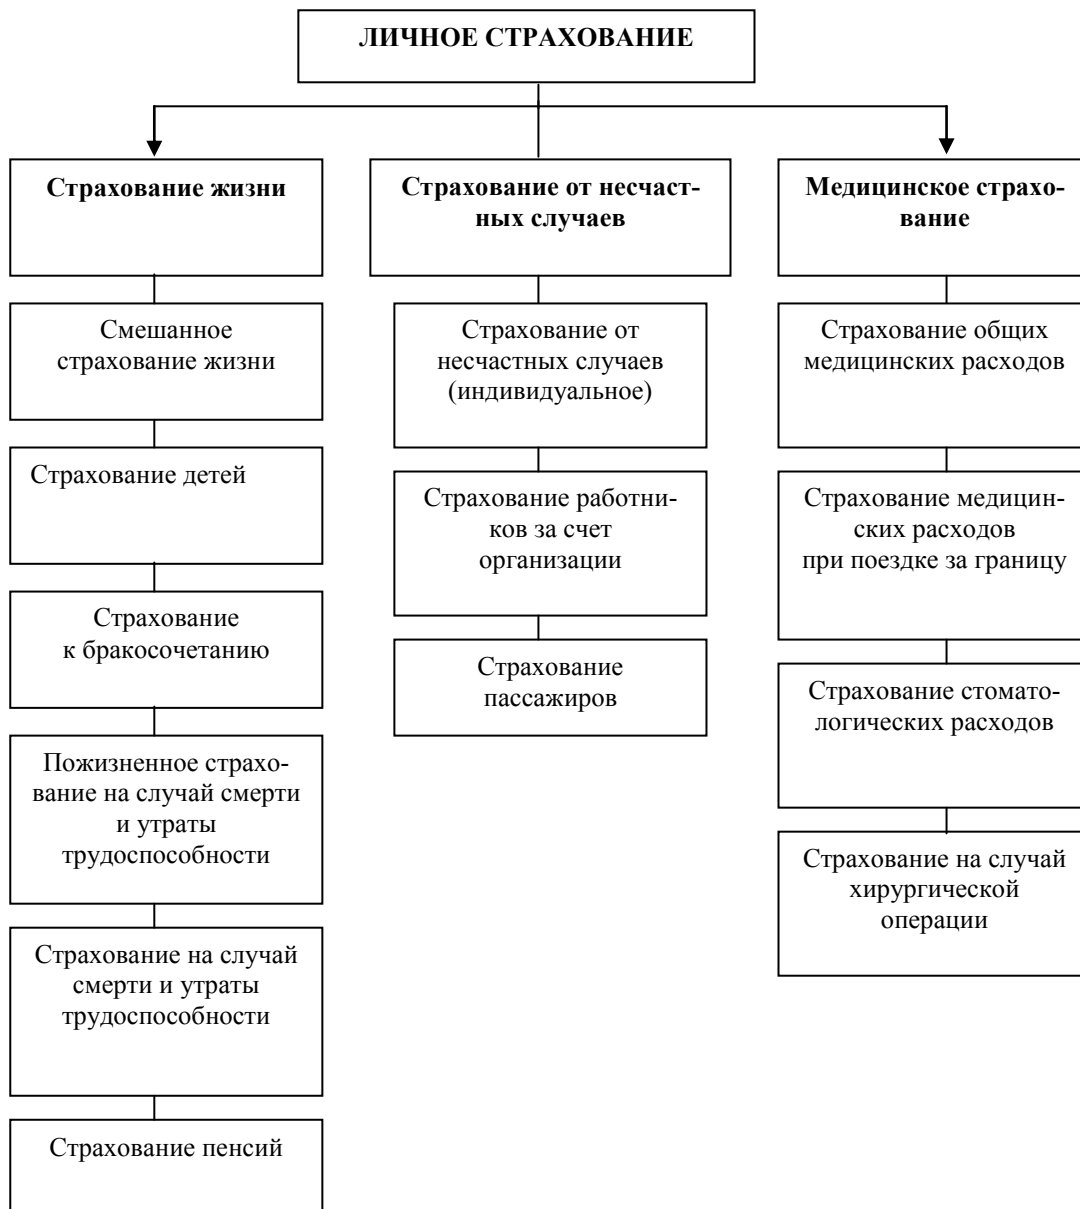 ЛИЧНОЕ СТРАХОВАНИЕ
Страхование жизни
Смешанное
страхование жизни
Страхование детей
Страхование
к бракосочетанию
Пожизненное страхо-
вание на случай смерти
и утраты
трудоспособности
Страхование на случай
смерти и утраты
трудоспособности
Страхование пенсий
Страхование от несчаст-
ных случаев
Страхование от
несчастных случаев
(индивидуальное)
Страхование работни-
ков за счет
организации
Страхование
пассажиров
Медицинское страхо-
вание
Страхование общих
медицинских расходов
Страхование медицин-
ских расходов
при поездке за границу
Страхование стомато-
логических расходов
Страхование на случай
хирургической
операции